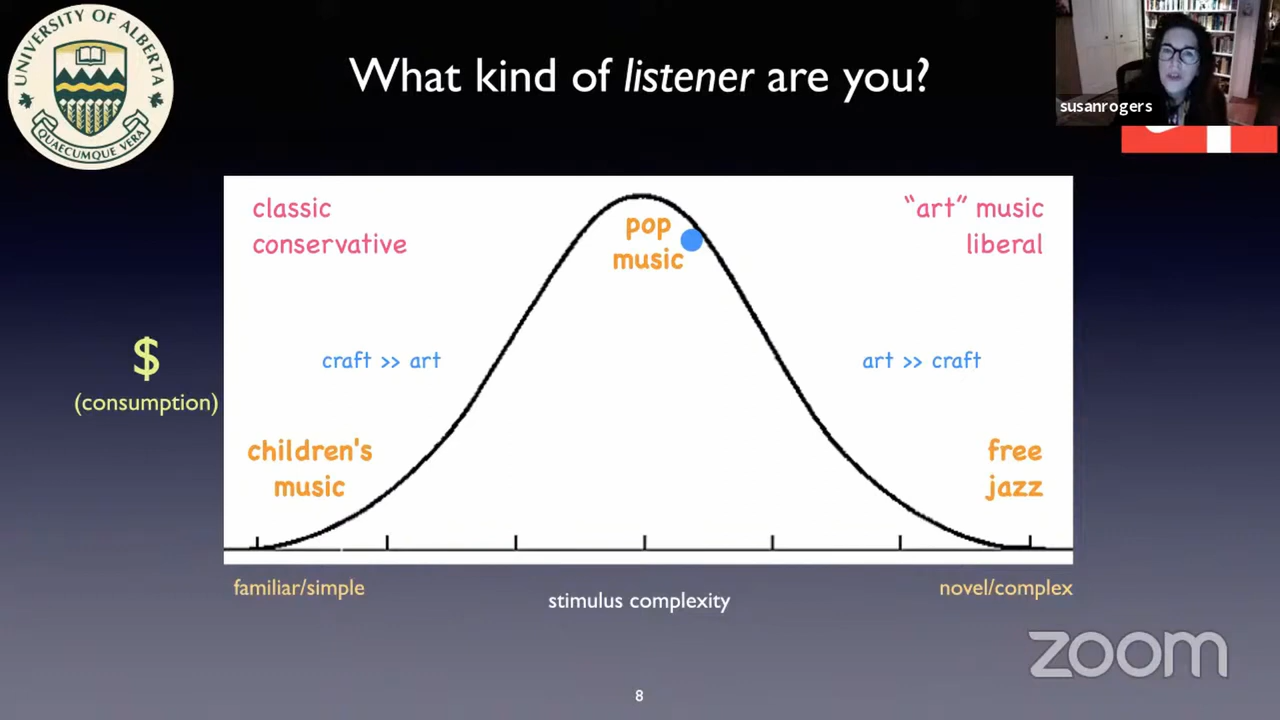 UNIVERSITY OF ALBERTA
QUAECUMQUE VERA
What kind of listener are you?
susanrogers
classic
conservative
pop
music
“art” music
liberal
$
(consumption)
craft >> art
art >> craft
children's
music
free
jazz
familiar/simple
stimulus complexity
novel/complex
zoom
8